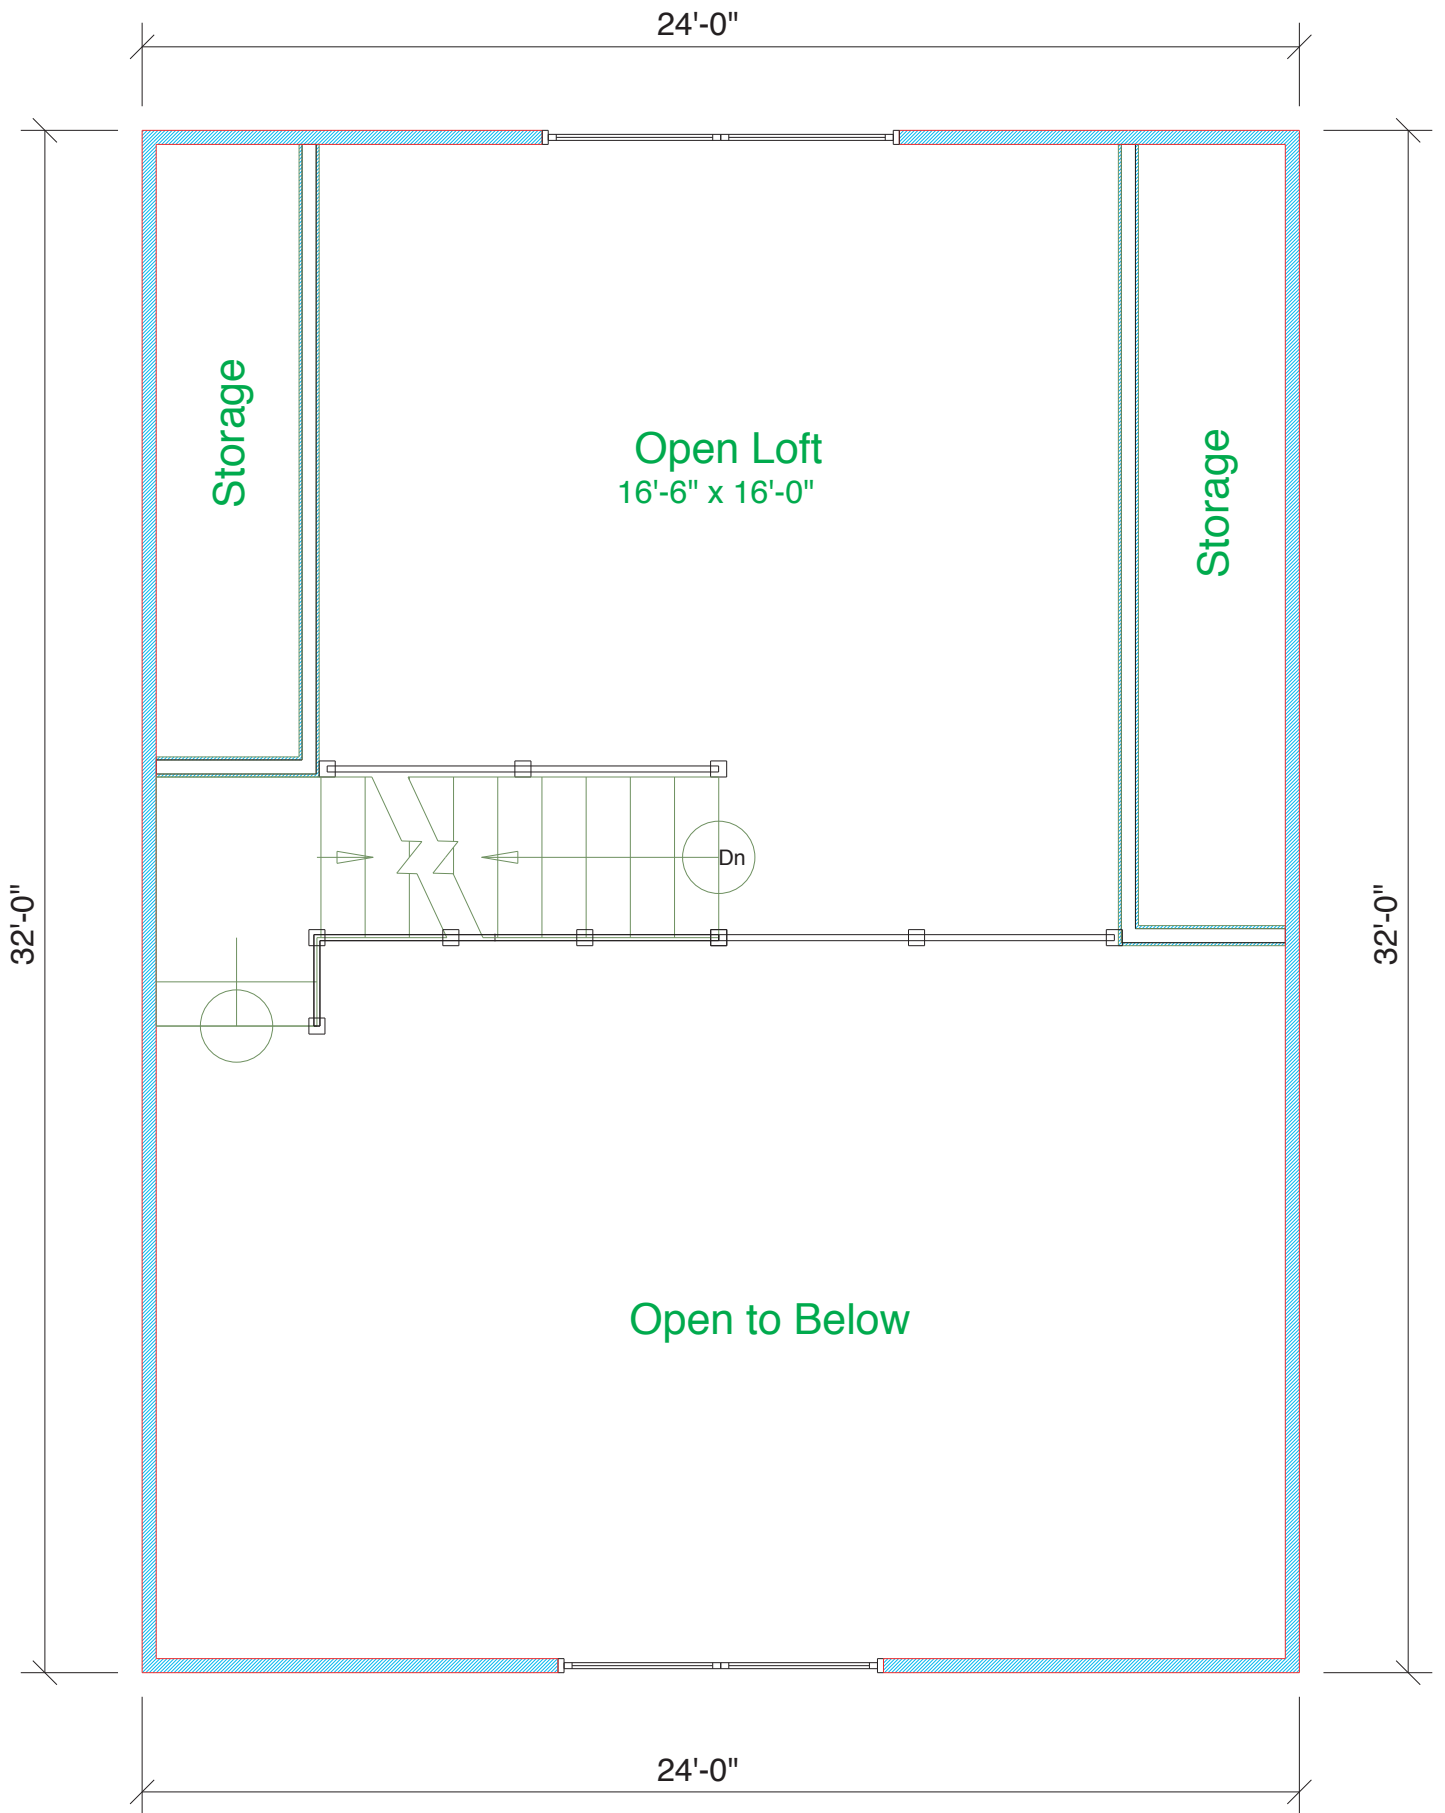 24'-0"
Storage
Open Loft
16'-6" x 16'-0"
Storage
Dn
32'-0"
32'-0"
Open to Below
24'-0"